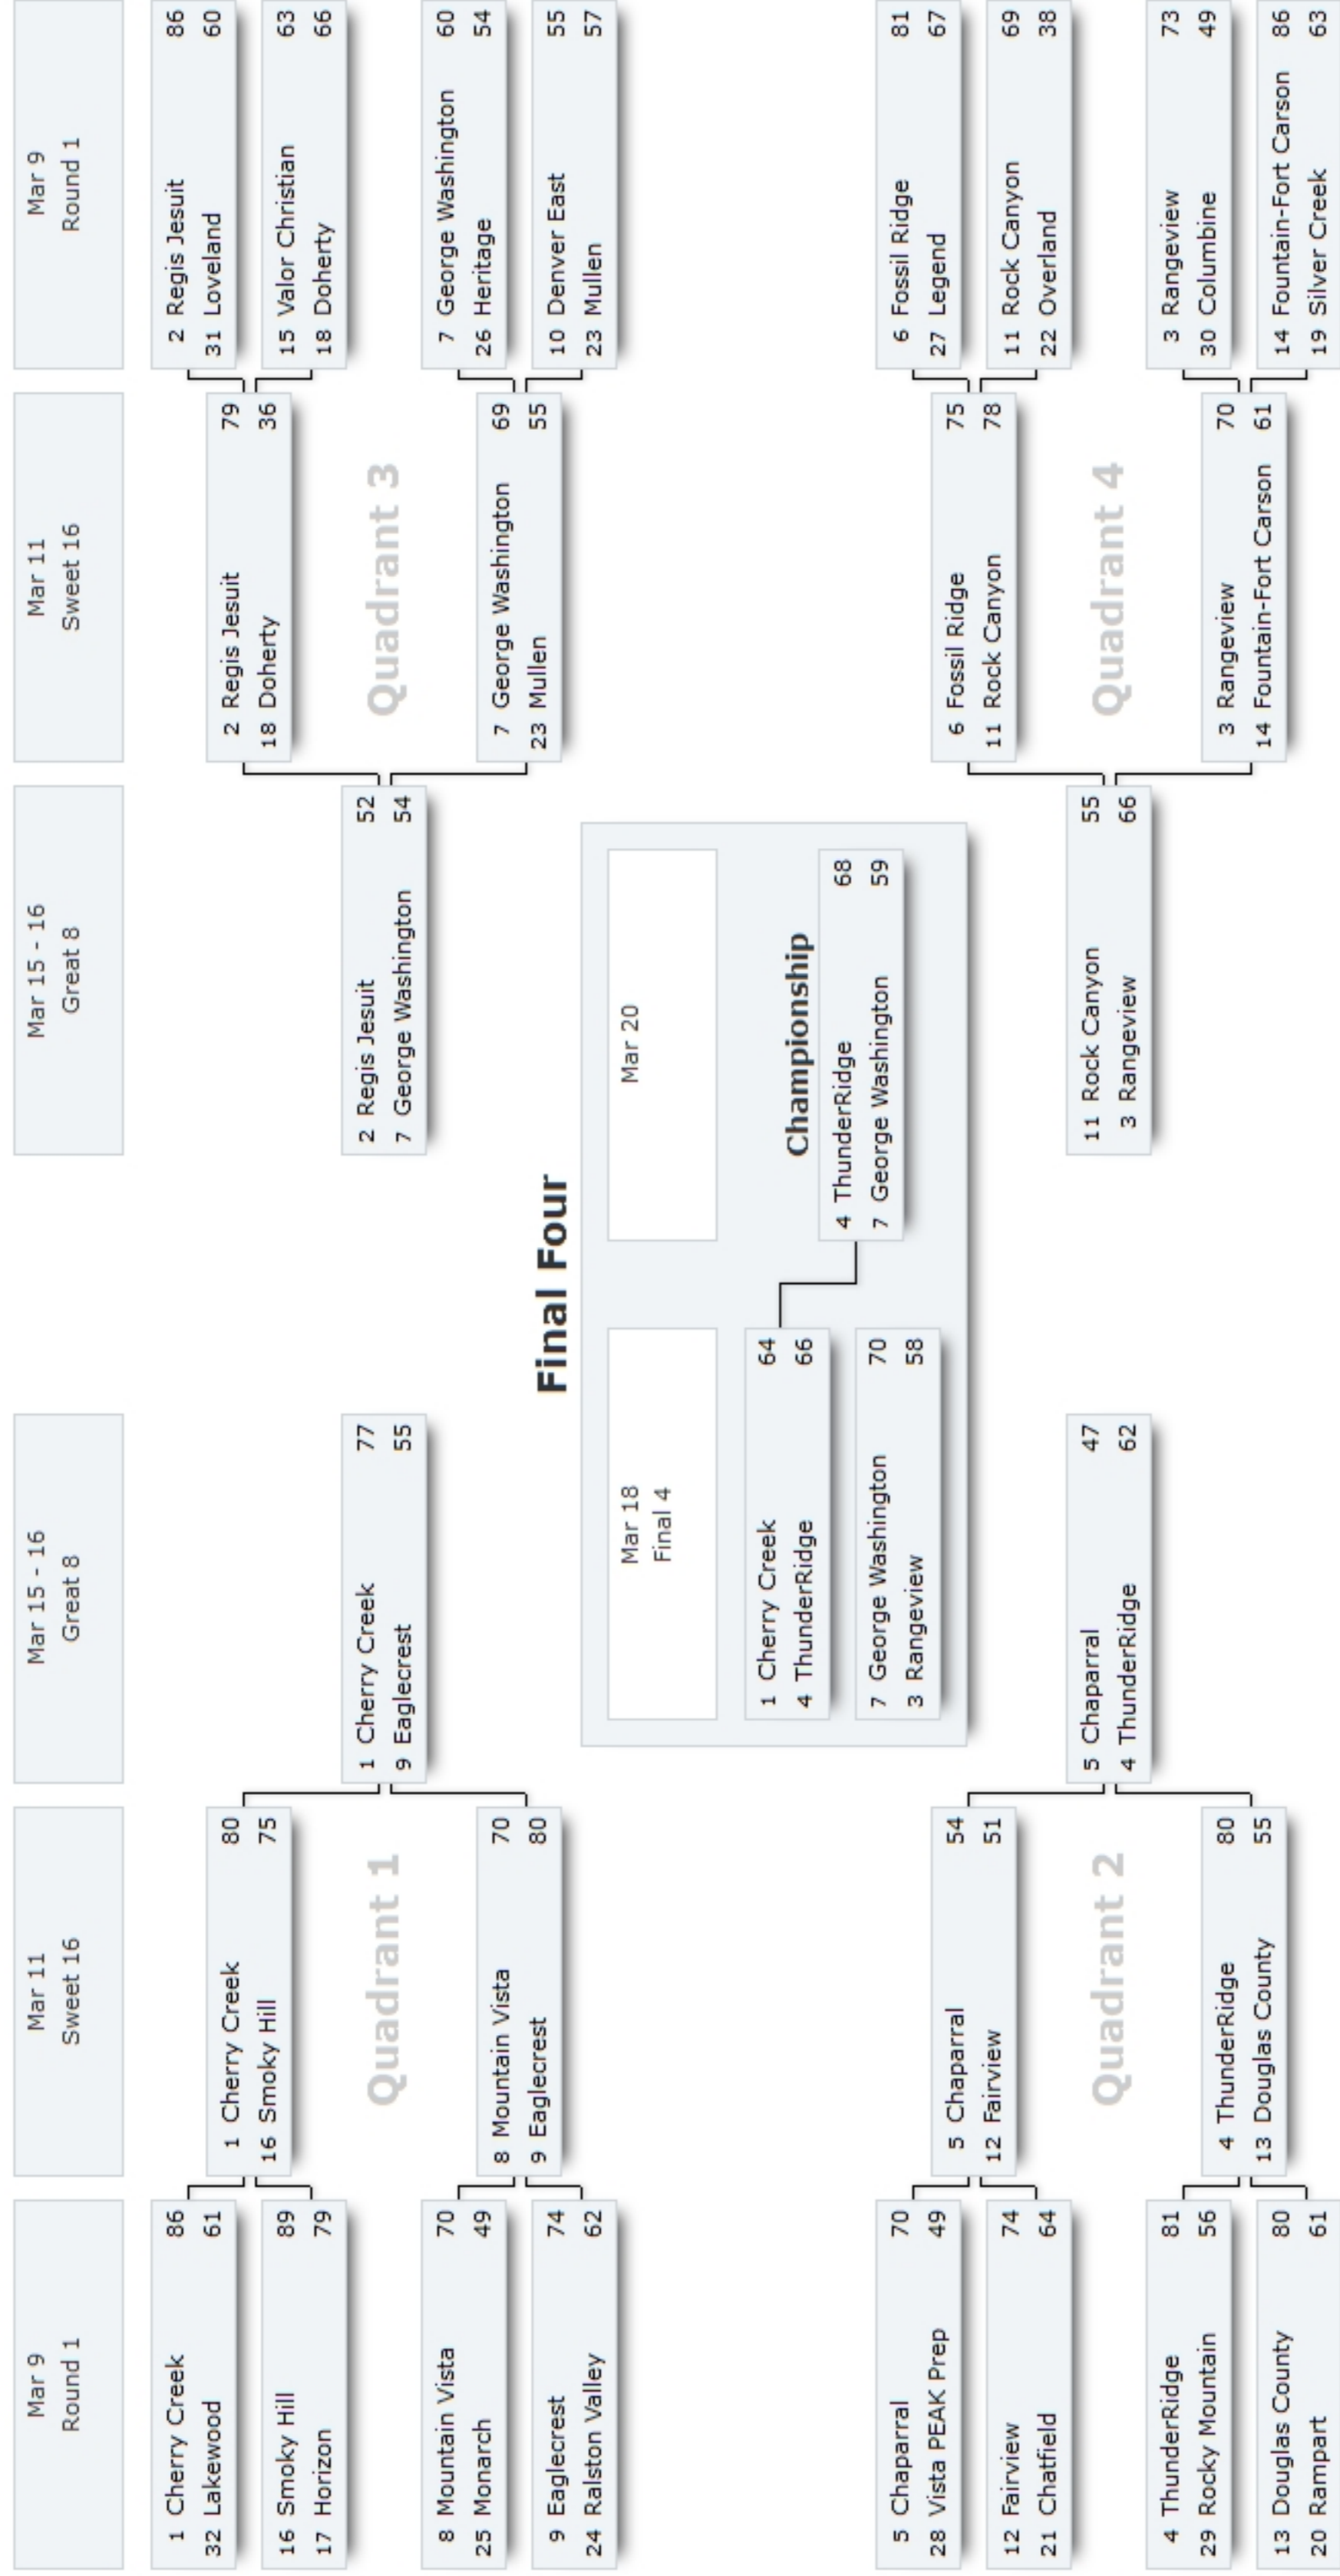 Mar 9
Round 1
Mar 11
Sweet 16
Mar 15 - 16
Great 8
Mar 15 - 16
Great 8
Mar 11
Sweet 16
Mar 9
Round 1
1 Cherry Creek 86
32 Lakewood 61
16 Smoky Hill 89
17 Horizon 79
8 Mountain Vista 70
25 Monarch 49
9 Eaglecrest 74
24 Ralston Valley 62
1 Cherry Creek 80
16 Smoky Hill 75
Quadrant 1
8 Mountain Vista 70
9 Eaglecrest 80
1 Cherry Creek 77
9 Eaglecrest 55
2 Regis Jesuit 52
7 George Washington 54
2 Regis Jesuit 79
18 Doherty 36
Quadrant 3
7 George Washington 69
23 Mullen 55
2 Regis Jesuit 86
31 Loveland 60
15 Valor Christian 63
18 Doherty 66
7 George Washington 60
26 Heritage 54
10 Denver East 55
23 Mullen 57
Final Four
Mar 18
Final 4
Mar 20
1 Cherry Creek 64
4 ThunderRidge 66
7 George Washington 70
3 Rangeview 58
Championship
4 ThunderRidge 68
7 George Washington 59
5 Chaparral 70
28 Vista PEAK Prep 49
12 Fairview 74
21 Chatfield 64
4 ThunderRidge 81
29 Rocky Mountain 56
13 Douglas County 80
20 Rampart 61
5 Chaparral 54
12 Fairview 51
Quadrant 2
4 ThunderRidge 80
13 Douglas County 55
5 Chaparral 47
4 ThunderRidge 62
11 Rock Canyon 55
3 Rangeview 66
6 Fossil Ridge 75
11 Rock Canyon 78
Quadrant 4
3 Rangeview 70
14 Fountain-Fort Carson 61
6 Fossil Ridge 81
27 Legend 67
11 Rock Canyon 69
22 Overland 38
3 Rangeview 73
30 Columbine 49
14 Fountain-Fort Carson 86
19 Silver Creek 63